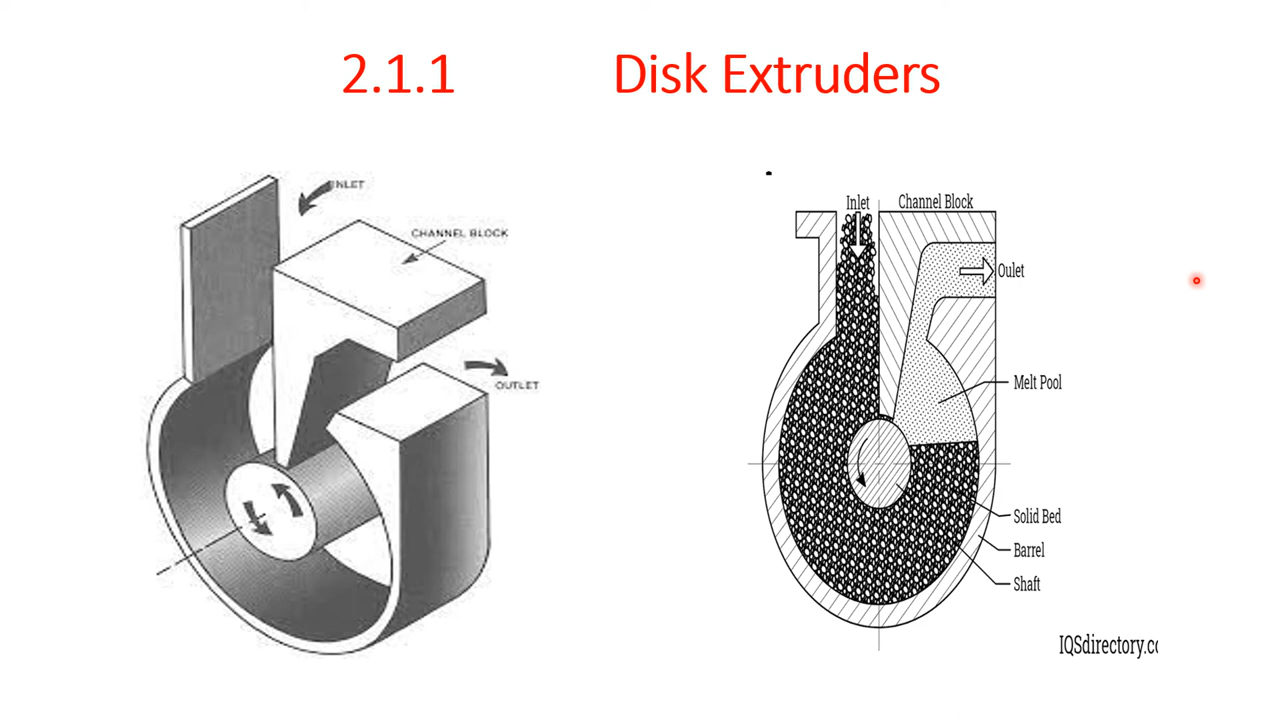 2.1.1 Disk Extruders
INLET
CHANNEL BLOCK
OUTLET
Inlet
Channel Block
Oulet
Melt Pool
Solid Bed
Barrel
Shaft
IQSdirectory.co